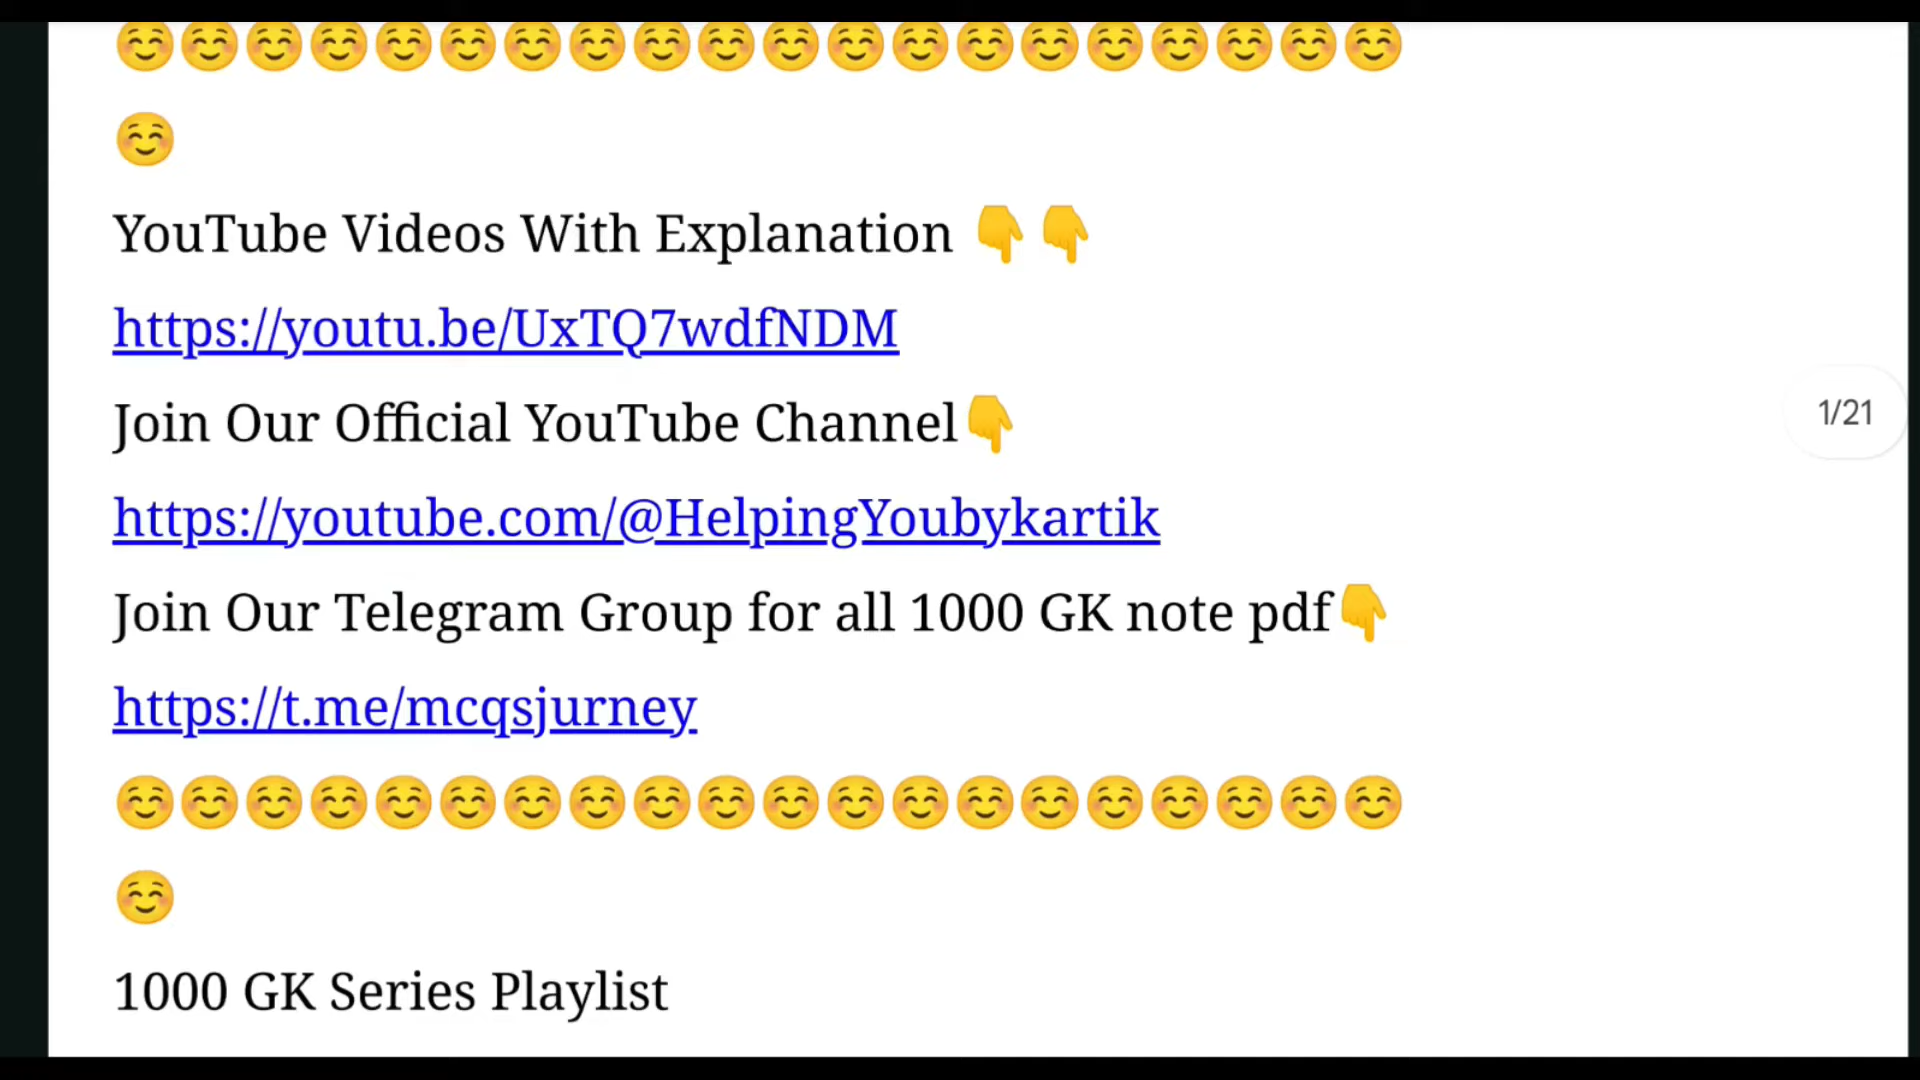 ☺️☺️☺️☺️☺️☺️☺️☺️☺️☺️☺️☺️☺️☺️☺️☺️☺️☺️☺️☺️
☺️
YouTube Videos With Explanation 👇👇
https://youtu.be/UxTQ7wdfNDM
Join Our Official YouTube Channel👇
https://youtube.com/@HelpingYoubykartik
Join Our Telegram Group for all 1000 GK note pdf👇
https://t.me/mcqsjurney
☺️☺️☺️☺️☺️☺️☺️☺️☺️☺️☺️☺️☺️☺️☺️☺️☺️☺️☺️☺️
☺️
1000 GK Series Playlist
1/21